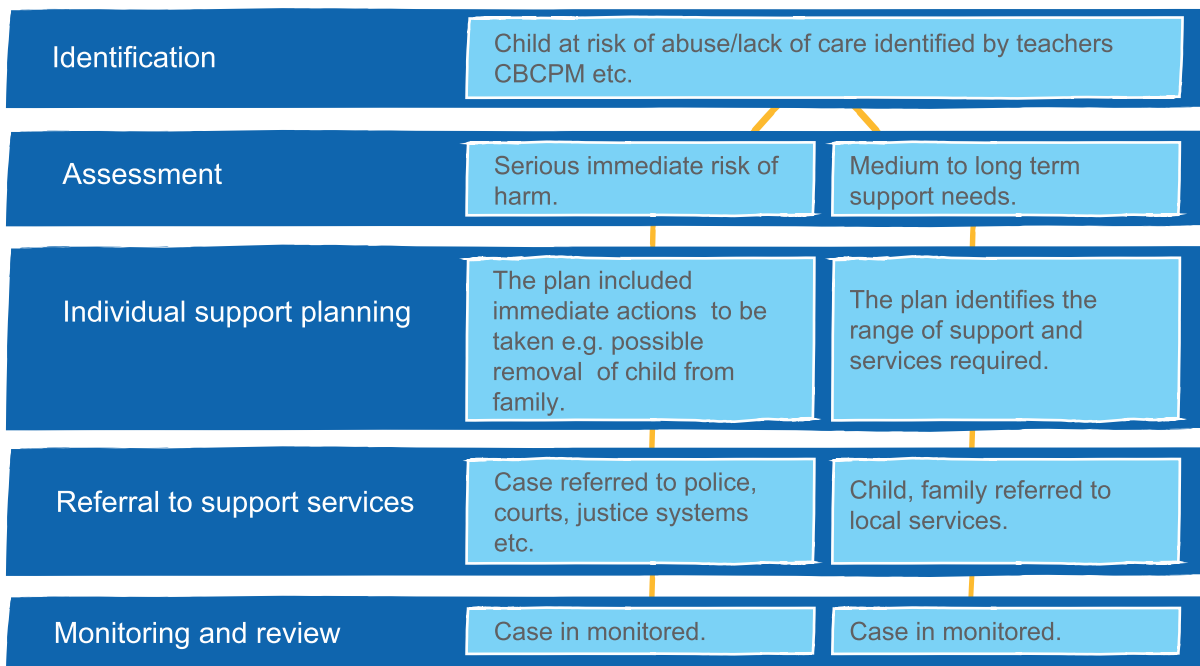 Identification
Child at risk of abuse/lack of care identified by teachers
CBCPM etc.
Assessment
Serious immediate risk of
harm.
Medium to long term
support needs.
Individual support planning
The plan included
immediate actions  to be
taken e.g. possible
removal  of child from
family.
The plan identifies the
range of support and
services required.
Referral to support services
Case referred to police,
courts, justice systems
etc.
Child, family referred to
local services.
Monitoring and review
Case in monitored.
Case in monitored.